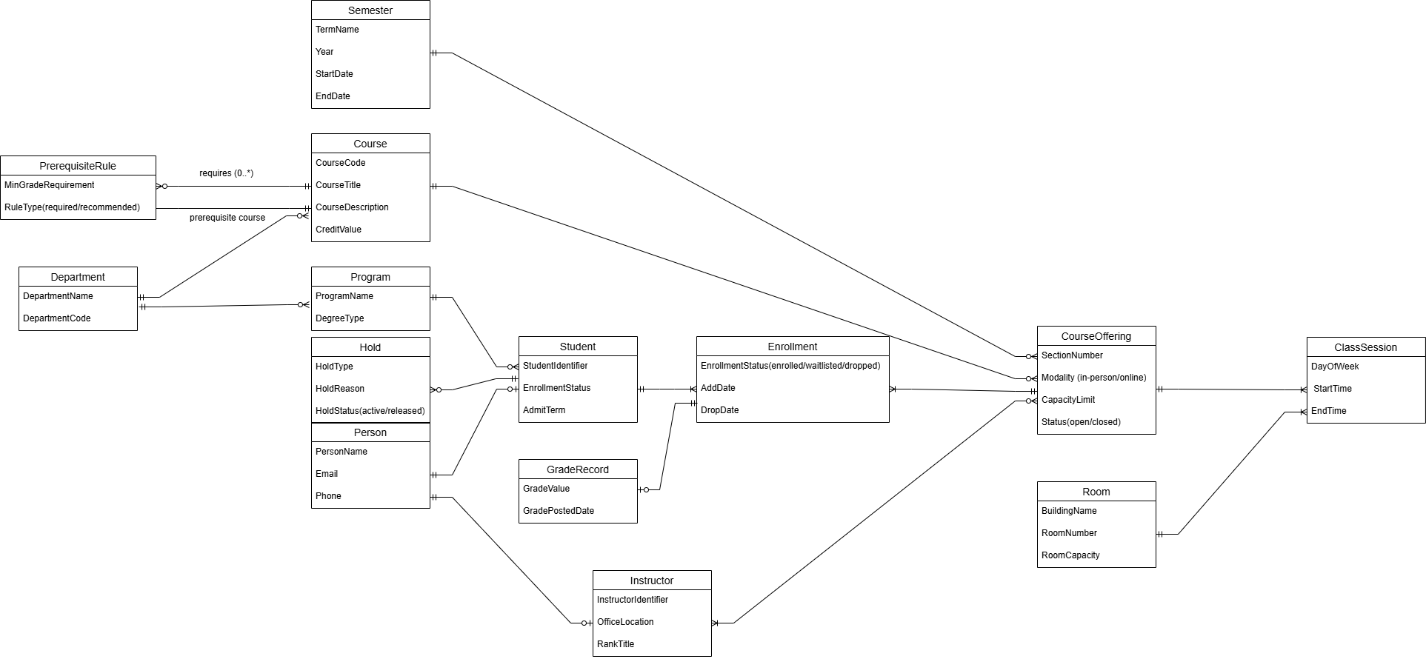 Semester
TermName
Year
StartDate
EndDate
Course
CourseCode
CourseTitle
CourseDescription
CreditValue
PrerequisiteRule
MinGradeRequirement
RuleType(required/recommended)
requires (0..*)
prerequisite course
Department
DepartmentName
DepartmentCode
Program
ProgramName
DegreeType
Hold
HoldType
HoldReason
HoldStatus(active/released)
Person
PersonName
Email
Phone
Student
StudentIdentifier
EnrollmentStatus
AdmitTerm
GradeRecord
GradeValue
GradePostedDate
Enrollment
EnrollmentStatus(enrolled/waitlisted/dropped)
AddDate
DropDate
Instructor
InstructorIdentifier
OfficeLocation
RankTitle
CourseOffering
SectionNumber
Modality (in-person/online)
CapacityLimit
Status(open/closed)
Room
BuildingName
RoomNumber
RoomCapacity
ClassSession
DayOfWeek
StartTime
EndTime